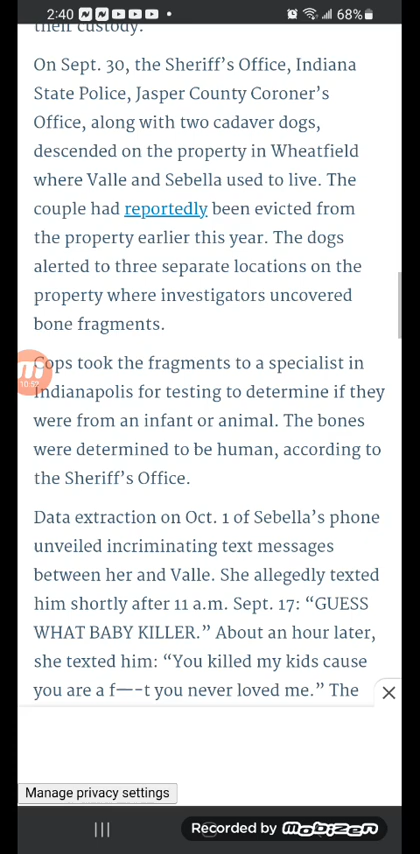 2:40
68%
their custody.
On Sept. 30, the Sheriff's Office, Indiana
State Police, Jasper County Coroner's
Office, along with two cadaver dogs,
descended on the property in Wheatfield
where Valle and Sebella used to live. The
couple had reportedly been evicted from
the property earlier this year. The dogs
alerted to three separate locations on the
property where investigators uncovered
bone fragments.
Cops took the fragments to a specialist in
10:52
Indianapolis for testing to determine if they
were from an infant or animal. The bones
were determined to be human, according to
the Sheriff's Office.
Data extraction on Oct. 1 of Sebella's phone
unveiled incriminating text messages
between her and Valle. She allegedly texted
him shortly after 11 a.m. Sept. 17: “GUESS
WHAT BABY KILLER.” About an hour later,
she texted him: “You killed my kids cause
you are a f—-t you never loved me.” The
Manage privacy settings
Recorded by MOBIZEN